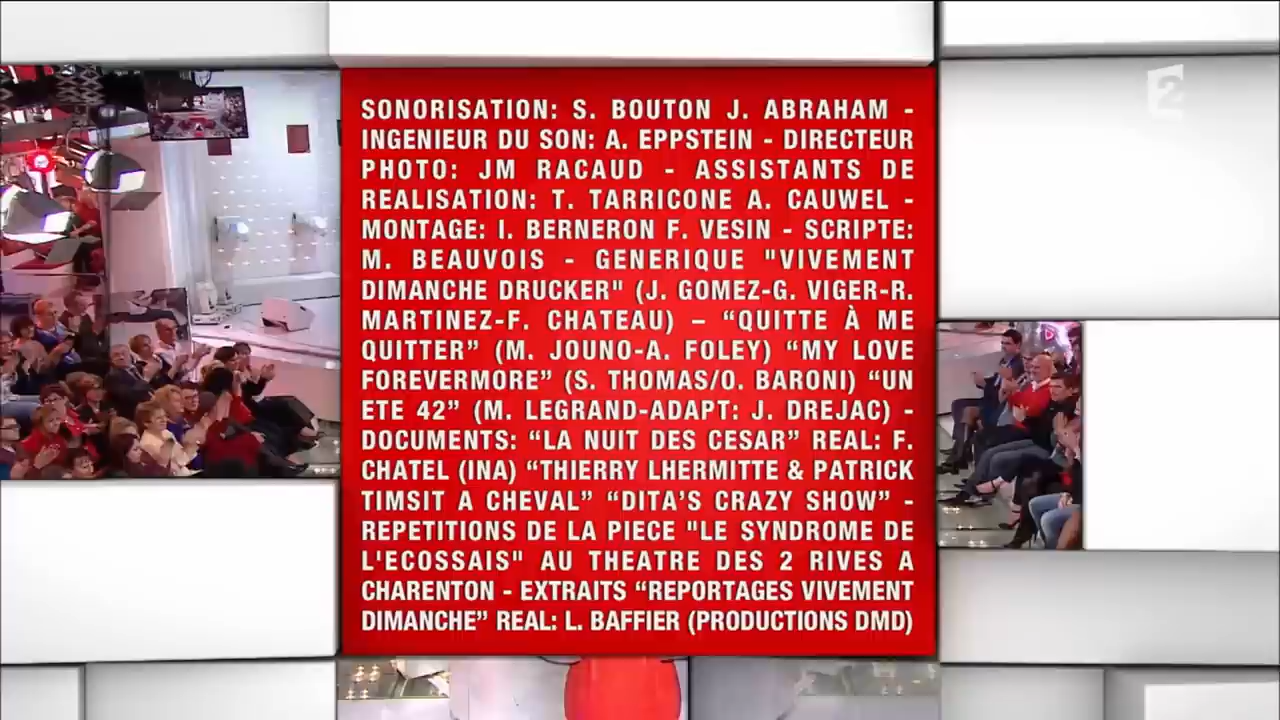 SONORISATION: S. BOUTON J. ABRAHAM -
INGENIEUR DU SON: A. EPPSTEIN - DIRECTEUR
PHOTO: JM RACAUD - ASSISTANTS DE
REALISATION: T. TARRICONE A. CAUWEL -
MONTAGE: I. BERNERON F. VESIN - SCRIPTE:
M. BEAUVOIS - GENERIQUE "VIVEMENT
DIMANCHE DRUCKER" (J. GOMEZ-G. VIGER-R.
MARTINEZ-F. CHATEAU) – “QUITTE À ME
QUITTER” (M. JOUNO-A. FOLEY) “MY LOVE
FOREVERMORE” (S. THOMAS/O. BARONI) “UN
ETE 42” (M. LEGRAND-ADAPT: J. DREJAC) -
DOCUMENTS: “LA NUIT DES CESAR” REAL: F.
CHATEL (INA) “THIERRY LHERMITTE & PATRICK
TIMSIT A CHEVAL” “DITA’S CRAZY SHOW” -
REPETITIONS DE LA PIECE "LE SYNDROME DE
L'ECOSSAIS" AU THEATRE DES 2 RIVES A
CHARENTON - EXTRAITS “REPORTAGES VIVEMENT
DIMANCHE” REAL: L. BAFFIER (PRODUCTIONS DMD)
2